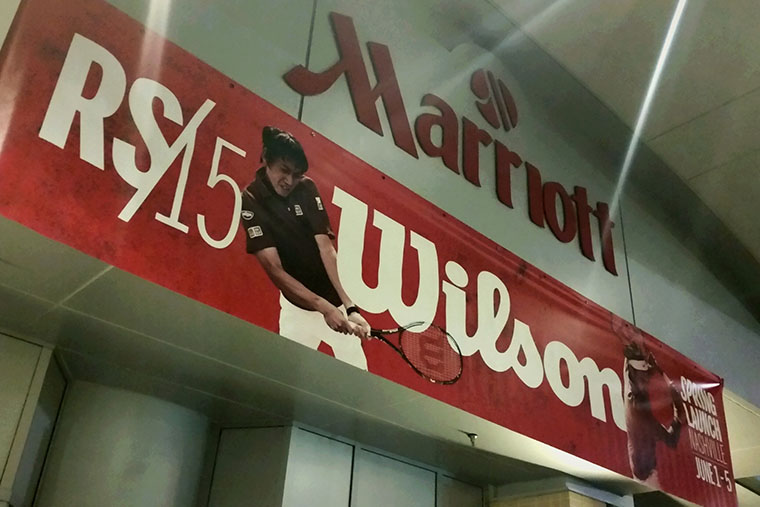 Marriott
RS/15
Wilson
SPRING
LAUNCH
NASHVILLE
JUNE 1 - 5